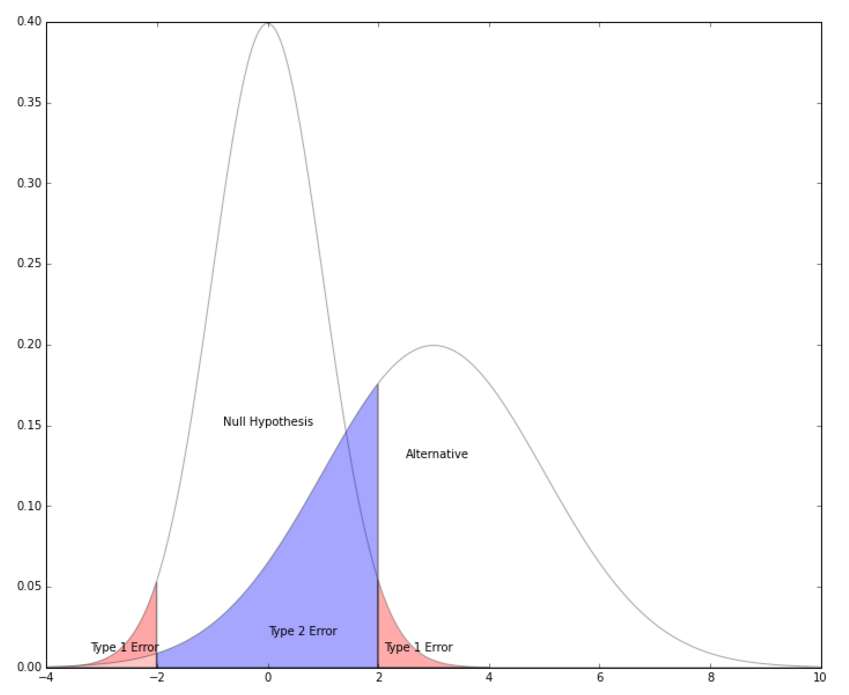 0.40
0.35
0.30
0.25
0.20
Null Hypothesis
0.15
Alternative
0.10
0.05
Type 2 Error
Type 1 Error
Type 1 Error
0.00
−4 −2 0 2 4 6 8 10